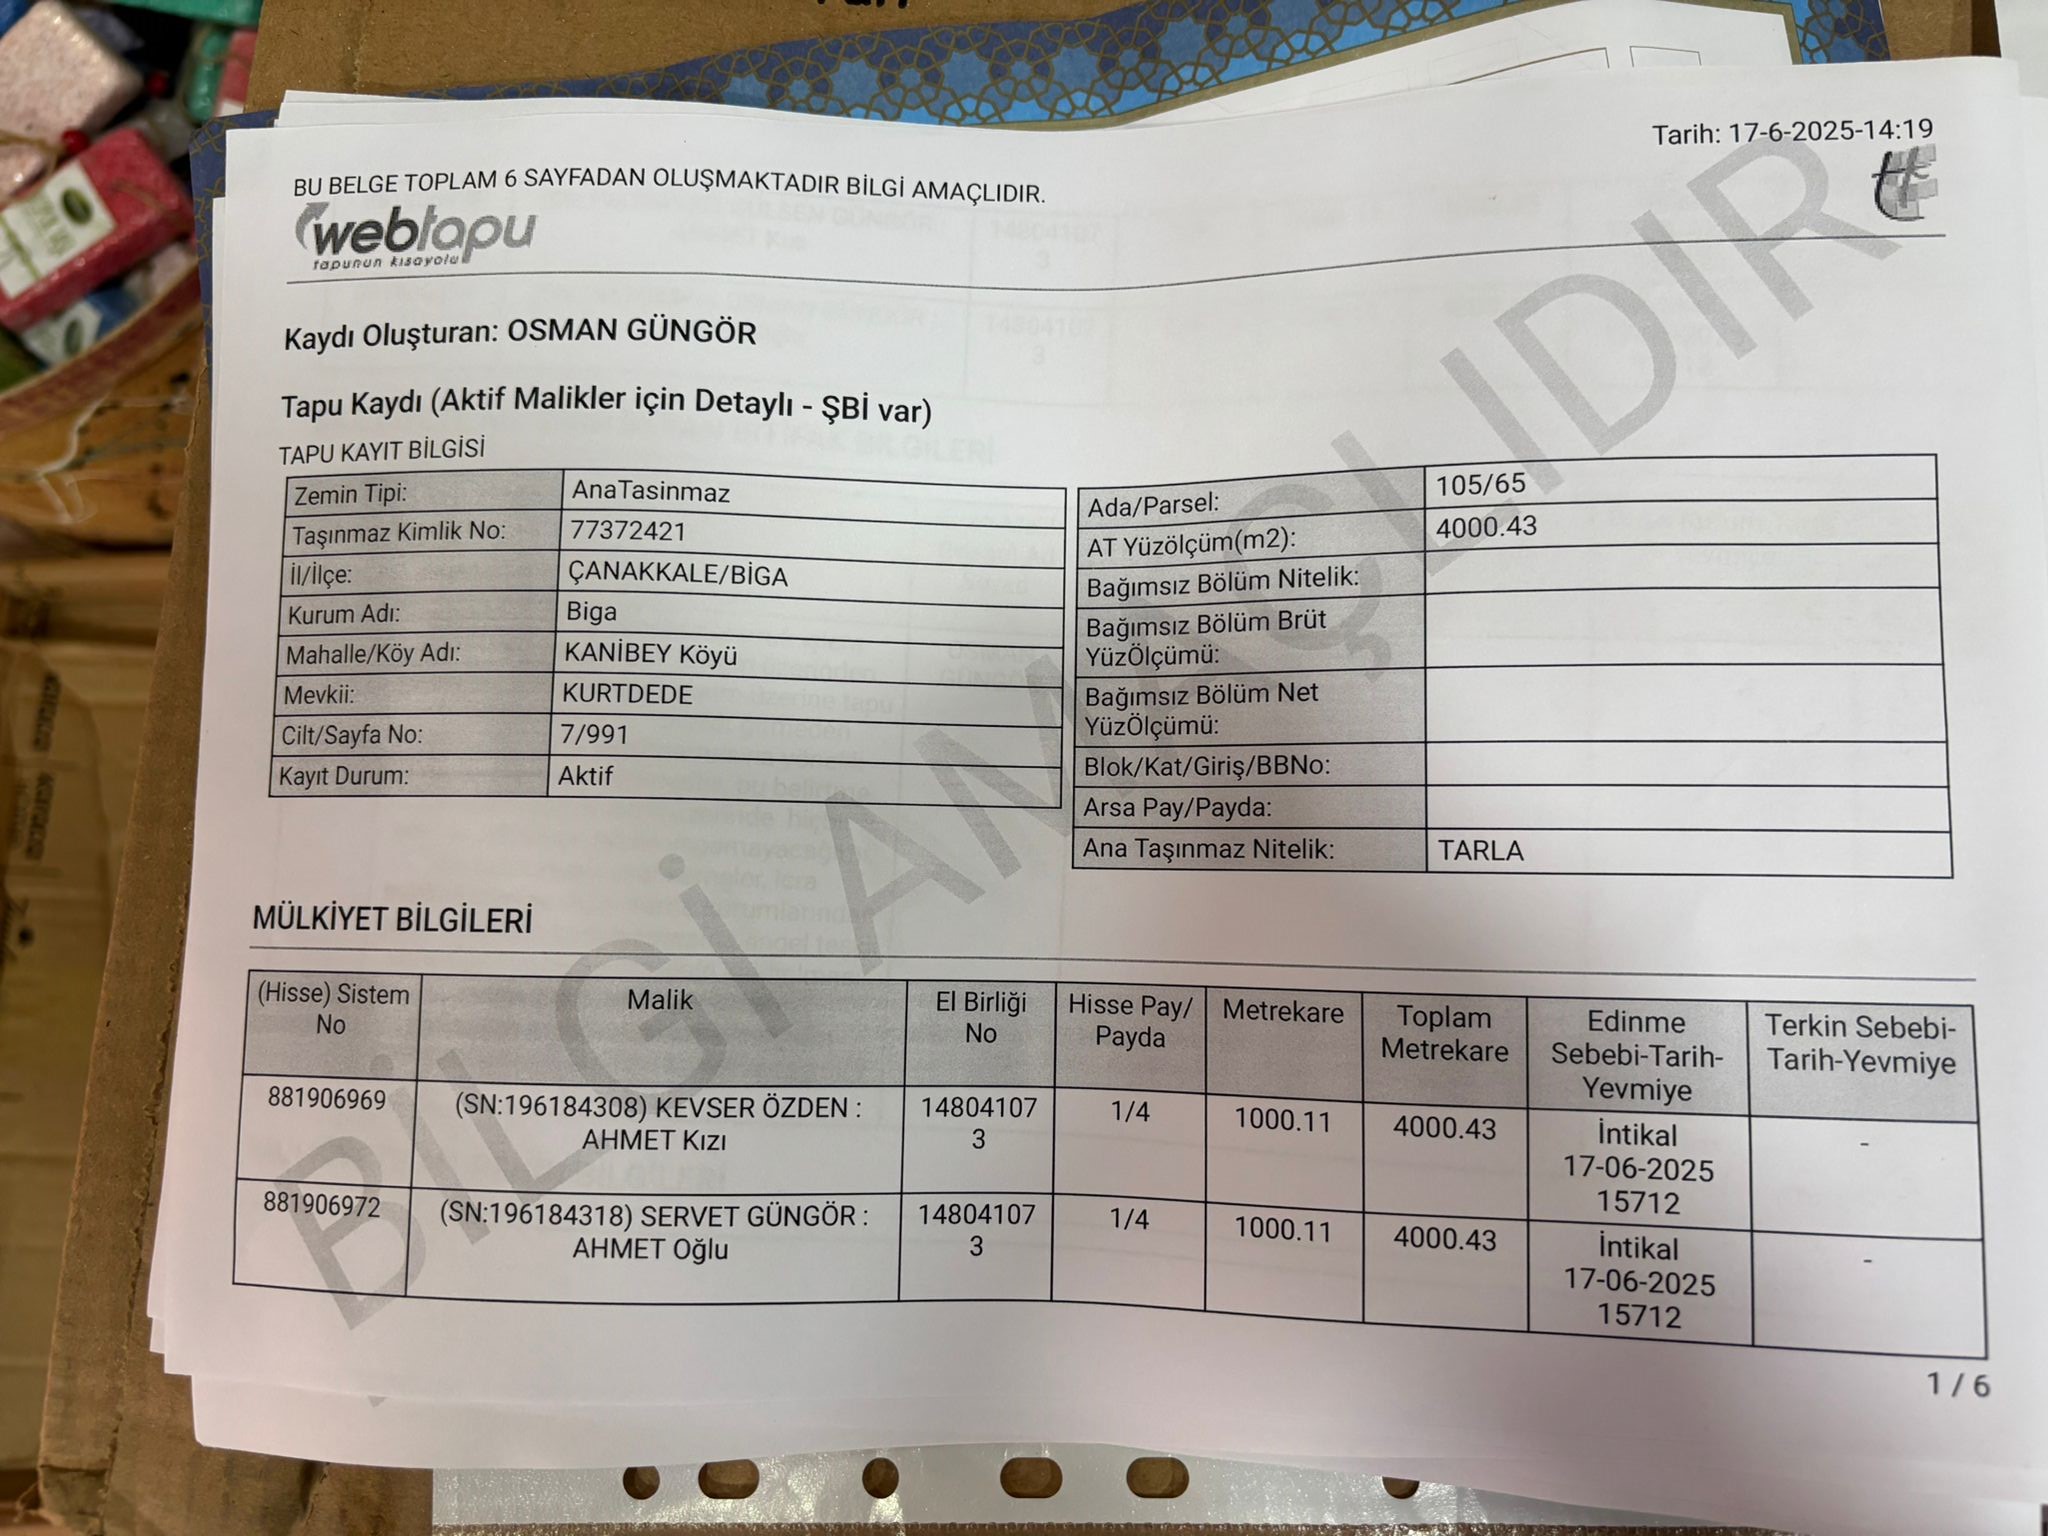 Tarih: 17-6-2025-14:19
BU BELGE TOPLAM 6 SAYFADAN OLUŞMAKTADIR BİLGİ AMAÇLIDIR.
webtapu
tapunun kısayolu
Kaydı Oluşturan: OSMAN GÜNGÖR
Tapu Kaydı (Aktif Malikler için Detaylı - ŞBİ var)
TAPU KAYIT BİLGİSİ
Zemin Tipi: AnaTasinmaz
Taşınmaz Kimlik No: 77372421
İl/İlçe: ÇANAKKALE/BİGA
Kurum Adı: Biga
Mahalle/Köy Adı: KANİBEY Köyü
Mevkii: KURTDEDE
Cilt/Sayfa No: 7/991
Kayıt Durum: Aktif
Ada/Parsel: 105/65
AT Yüzölçüm(m2): 4000.43
Bağımsız Bölüm Nitelik:
Bağımsız Bölüm Brüt
YüzÖlçümü:
Bağımsız Bölüm Net
YüzÖlçümü:
Blok/Kat/Giriş/BBNo:
Arsa Pay/Payda:
Ana Taşınmaz Nitelik: TARLA
BİLGİ AMAÇLIDIR
MÜLKİYET BİLGİLERİ
(Hisse) Sistem
No
Malik
El Birliği
No
Hisse Pay/
Payda
Metrekare
Toplam
Metrekare
Edinme
Sebebi-Tarih-
Yevmiye
Terkin Sebebi-
Tarih-Yevmiye
881906969
(SN:196184308) KEVSER ÖZDEN :
AHMET Kızı
14804107
3
1/4
1000.11
4000.43
İntikal
17-06-2025
15712
-
881906972
(SN:196184318) SERVET GÜNGÖR :
AHMET Oğlu
14804107
3
1/4
1000.11
4000.43
İntikal
17-06-2025
15712
-
1 / 6